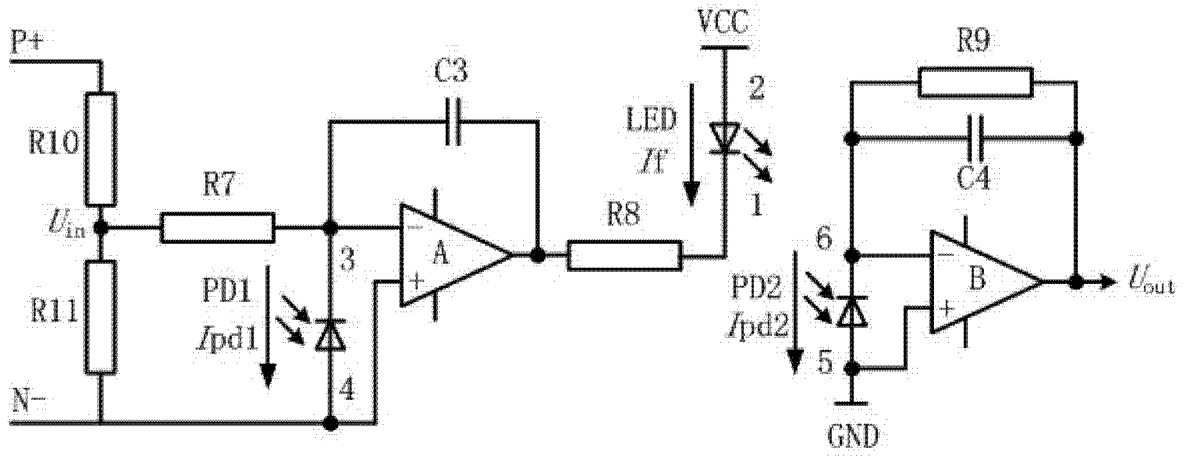 P+
R10
Uin
R11
N-
R7
C3
3
PD1
Ipd1
4
-
A
+
R8
VCC
2
LED
If
1
R9
C4
6
PD2
Ipd2
5
-
B
+
Uout
GND